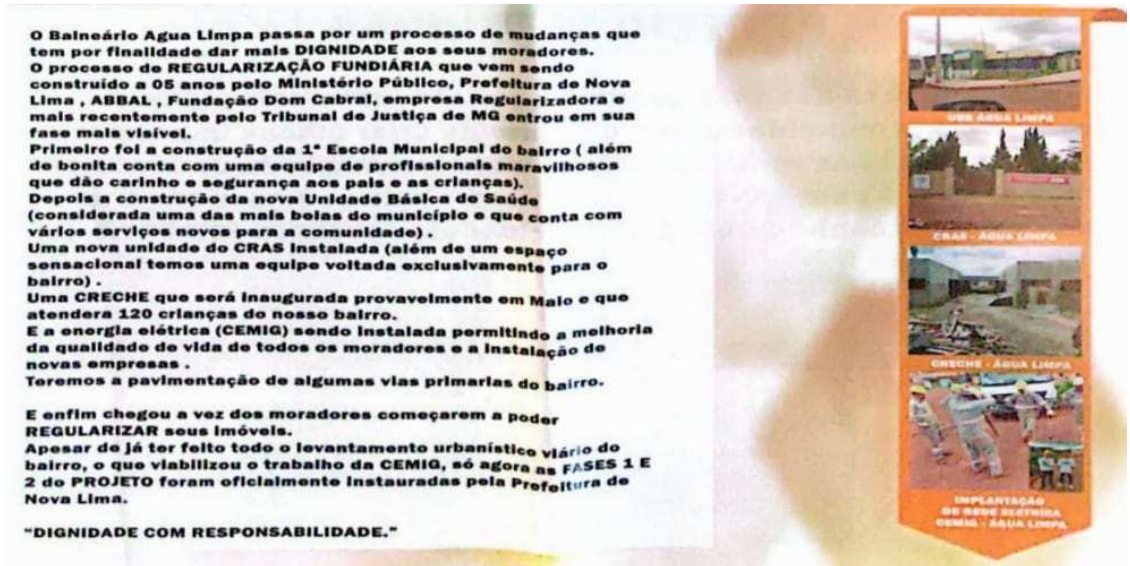 O Balneário Agua Limpa passa por um processo de mudanças que
tem por finalidade dar mais DIGNIDADE aos seus moradores.
O processo de REGULARIZAÇÃO FUNDIÁRIA que vem sendo
construído a 05 anos pelo Ministério Público, Prefeitura de Nova
Lima , ABBAL , Fundação Dom Cabral, empresa Regularizadora e
mais recentemente pelo Tribunal de Justiça de MG entrou em sua
fase mais visível.
Primeiro foi a construção da 1ª Escola Municipal do bairro ( além
de bonita conta com uma equipe de profissionais maravilhosos
que dão carinho e segurança aos pais e as crianças).
Depois a construção da nova Unidade Básica de Saúde
(considerada uma das mais belas do município e que conta com
vários serviços novos para a comunidade) .
Uma nova unidade do CRAS instalada (além de um espaço
sensacional temos uma equipe voltada exclusivamente para o
bairro) .
Uma CRECHE que será inaugurada provavelmente em Maio e que
atendera 120 crianças do nosso bairro.
E a energia elétrica (CEMIG) sendo instalada permitindo a melhoria
da qualidade de vida de todos os moradores e a instalação de
novas empresas .
Teremos a pavimentação de algumas vias primarias do bairro.
E enfim chegou a vez dos moradores começarem a poder
REGULARIZAR seus imóveis.
Apesar de já ter feito todo o levantamento urbanístico viário do
bairro, o que viabilizou o trabalho da CEMIG, só agora as FASES 1 E
2 do PROJETO foram oficialmente instauradas pela Prefeitura de
Nova Lima.
"DIGNIDADE COM RESPONSABILIDADE."
UBS ÁGUA LIMPA
CRAS - ÁGUA LIMPA
CRECHE - ÁGUA LIMPA
IMPLANTAÇÃO
DE REDE ELÉTRICA
CEMIG - ÁGUA LIMPA